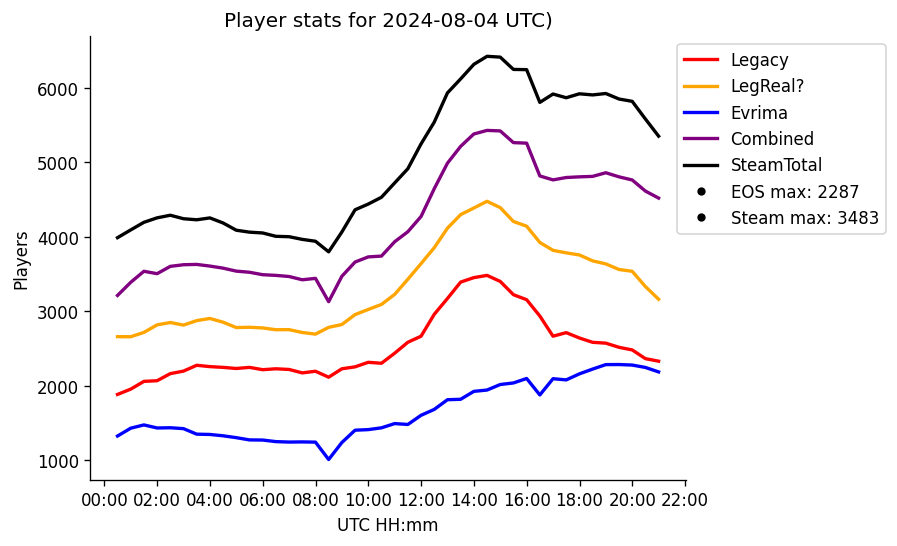 Player stats for 2024-08-04 UTC)
Legacy
LegReal?
Evrima
Combined
SteamTotal
EOS max: 2287
Steam max: 3483
Players
6000
5000
4000
3000
2000
1000
00:00 02:00 04:00 06:00 08:00 10:00 12:00 14:00 16:00 18:00 20:00 22:00
UTC HH:mm